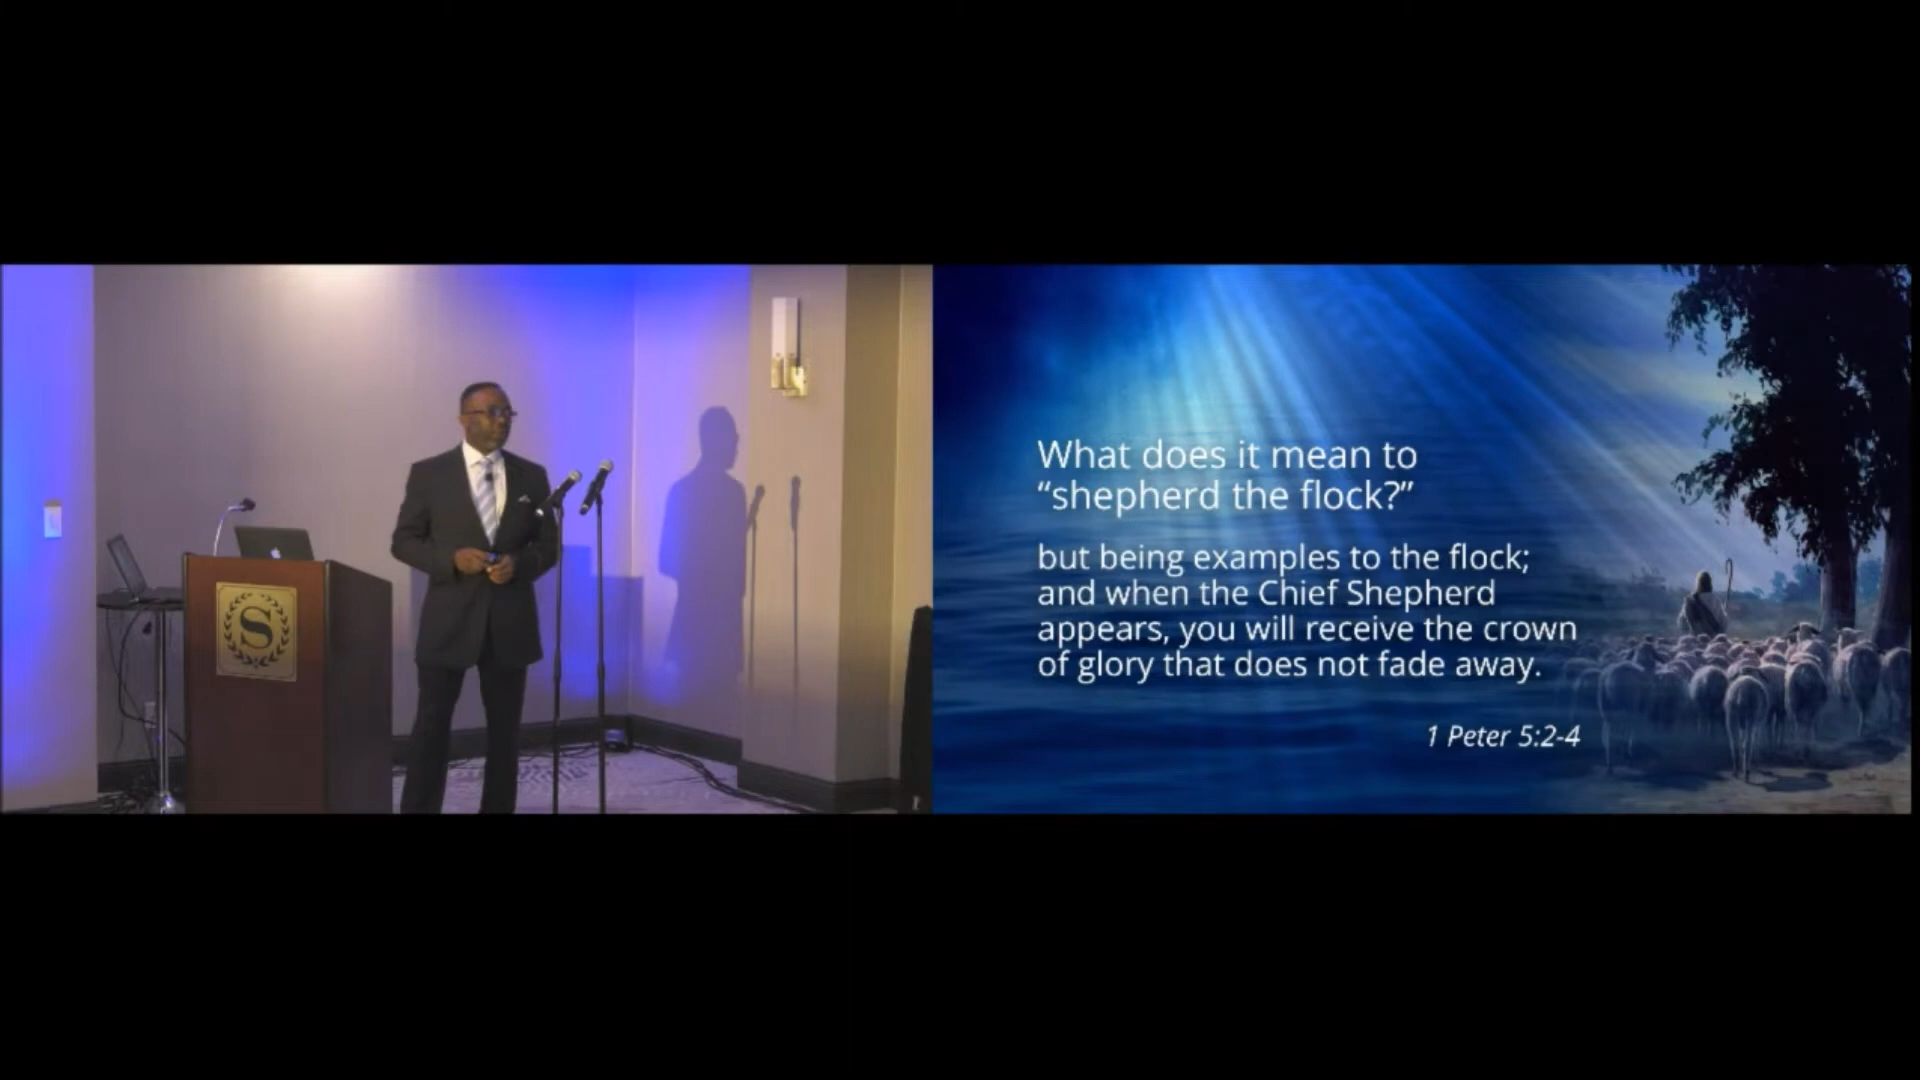 S
What does it mean to
“shepherd the flock?”
but being examples to the flock;
and when the Chief Shepherd
appears, you will receive the crown
of glory that does not fade away.
1 Peter 5:2-4